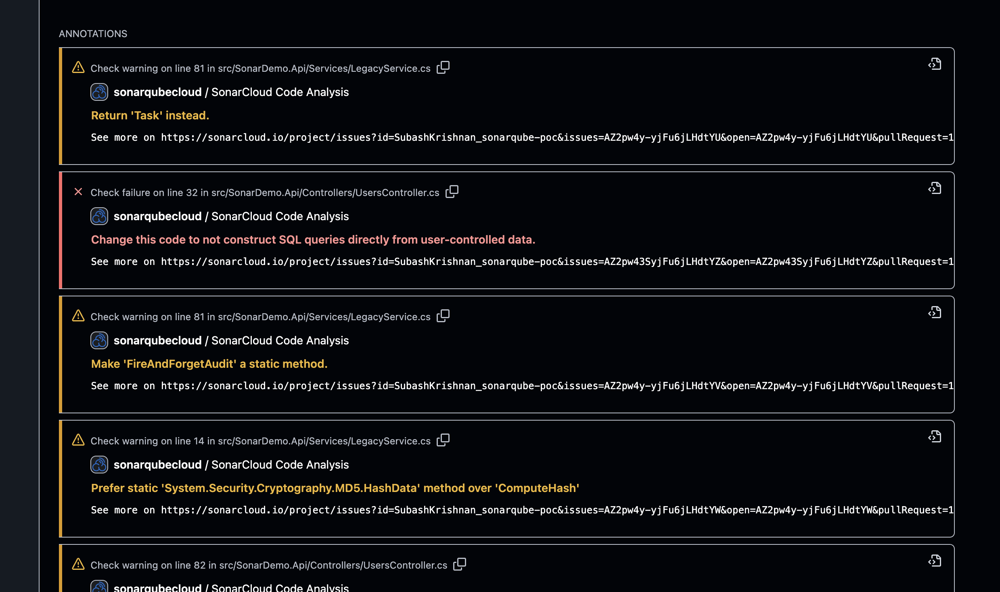 ANNOTATIONS
Check warning on line 81 in src/SonarDemo.Api/Services/LegacyService.cs
sonarqubecloud / SonarCloud Code Analysis
Return 'Task' instead.
See more on https://sonarcloud.io/project/issues?id=SubashKrishnan_sonarqube-poc&issues=AZ2pw4y-yjFu6jLHdtYU&open=AZ2pw4y-yjFu6jLHdtYU&pullRequest=1
Check failure on line 32 in src/SonarDemo.Api/Controllers/UsersController.cs
sonarqubecloud / SonarCloud Code Analysis
Change this code to not construct SQL queries directly from user-controlled data.
See more on https://sonarcloud.io/project/issues?id=SubashKrishnan_sonarqube-poc&issues=AZ2pw43SyjFu6jLHdtYZ&open=AZ2pw43SyjFu6jLHdtYZ&pullRequest=1
Check warning on line 81 in src/SonarDemo.Api/Services/LegacyService.cs
sonarqubecloud / SonarCloud Code Analysis
Make 'FireAndForgetAudit' a static method.
See more on https://sonarcloud.io/project/issues?id=SubashKrishnan_sonarqube-poc&issues=AZ2pw4y-yjFu6jLHdtYV&open=AZ2pw4y-yjFu6jLHdtYV&pullRequest=1
Check warning on line 14 in src/SonarDemo.Api/Services/LegacyService.cs
sonarqubecloud / SonarCloud Code Analysis
Prefer static 'System.Security.Cryptography.MD5.HashData' method over 'ComputeHash'
See more on https://sonarcloud.io/project/issues?id=SubashKrishnan_sonarqube-poc&issues=AZ2pw4y-yjFu6jLHdtYW&open=AZ2pw4y-yjFu6jLHdtYW&pullRequest=1
Check warning on line 82 in src/SonarDemo.Api/Controllers/UsersController.cs
sonarqubecloud / SonarCloud Code Analysis